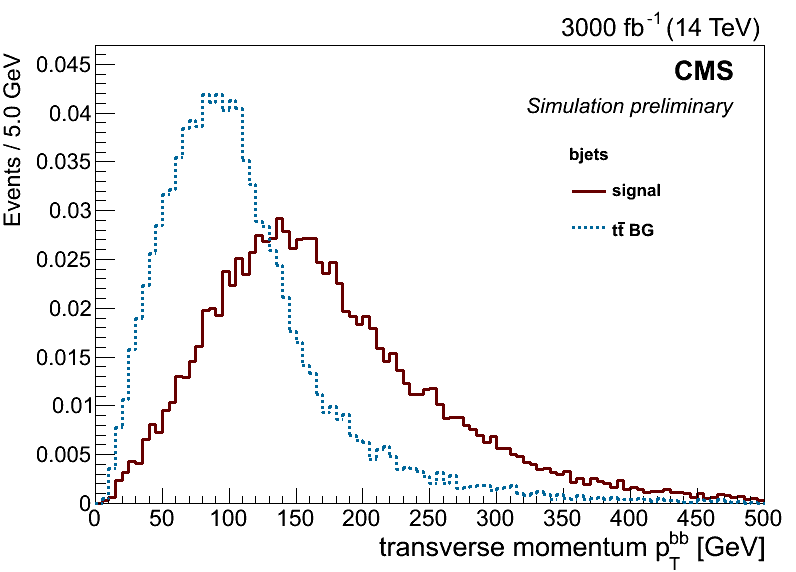 3000 fb⁻¹ (14 TeV)
CMS
Simulation preliminary
bjets
signal
tt̄ BG
Events / 5.0 GeV
0.045
0.04
0.035
0.03
0.025
0.02
0.015
0.01
0.005
0
0 50 100 150 200 250 300 350 400 450 500
transverse momentum p_T^bb [GeV]